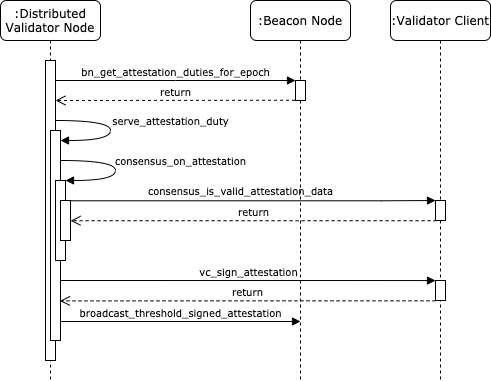 :Distributed
Validator Node
:Beacon Node
:Validator Client
bn_get_attestation_duties_for_epoch
return
serve_attestation_duty
consensus_on_attestation
consensus_is_valid_attestation_data
return
vc_sign_attestation
return
broadcast_threshold_signed_attestation